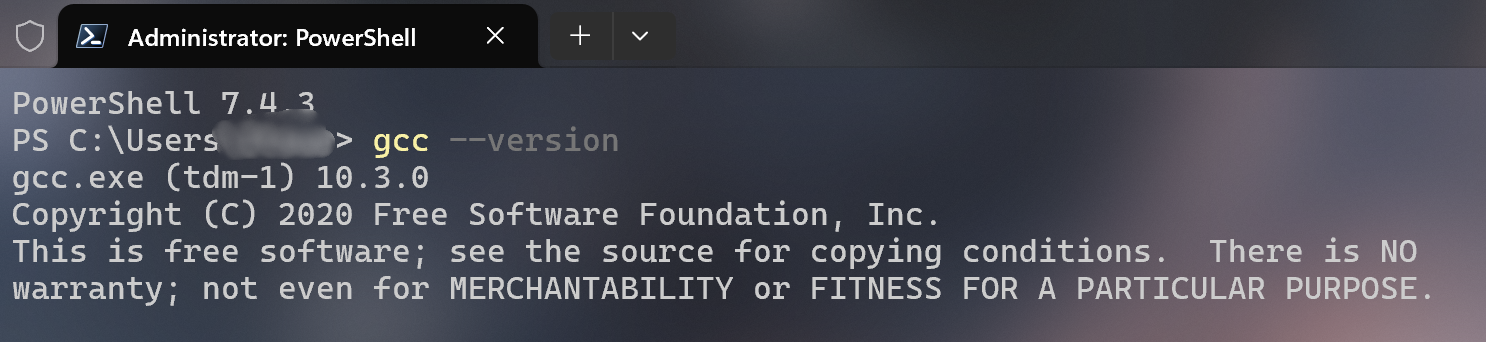 Administrator: PowerShell
PowerShell 7.4.3
PS C:\Users > gcc --version
gcc.exe (tdm-1) 10.3.0
Copyright (C) 2020 Free Software Foundation, Inc.
This is free software; see the source for copying conditions.  There is NO
warranty; not even for MERCHANTABILITY or FITNESS FOR A PARTICULAR PURPOSE.